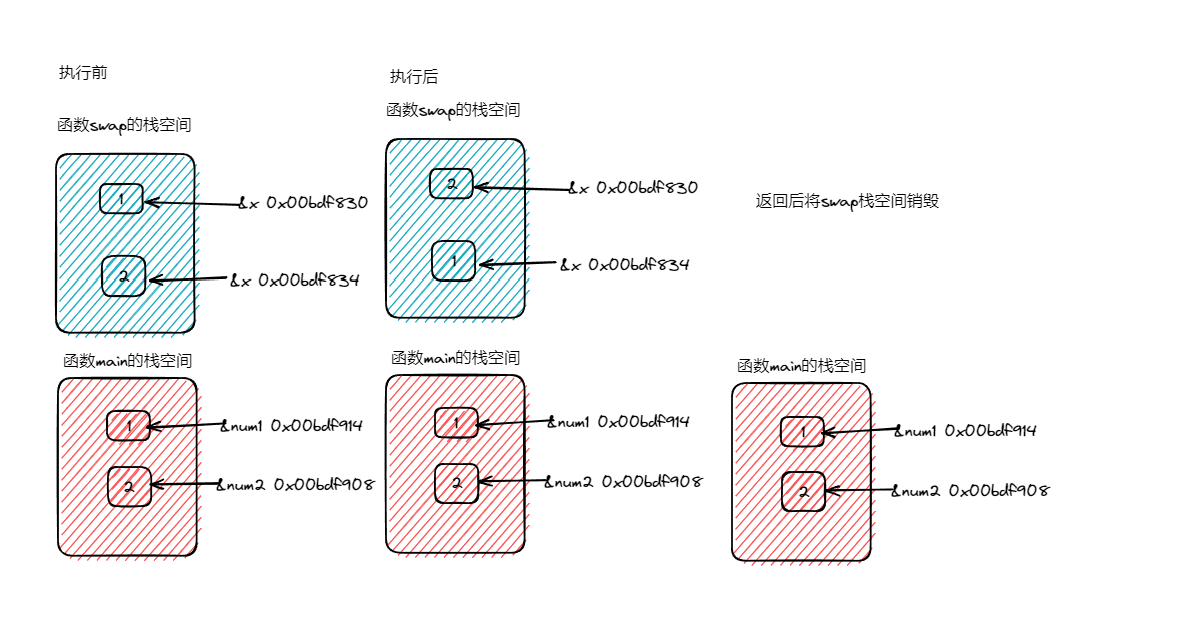 执行前
函数swap的栈空间
1
&x 0x00bdf830
2
&x 0x00bdf834
函数main的栈空间
1
&num1 0x00bdf914
2
&num2 0x00bdf908
执行后
函数swap的栈空间
2
&x 0x00bdf830
1
&x 0x00bdf834
函数main的栈空间
1
&num1 0x00bdf914
2
&num2 0x00bdf908
返回后将swap栈空间销毁
函数main的栈空间
1
&num1 0x00bdf914
2
&num2 0x00bdf908